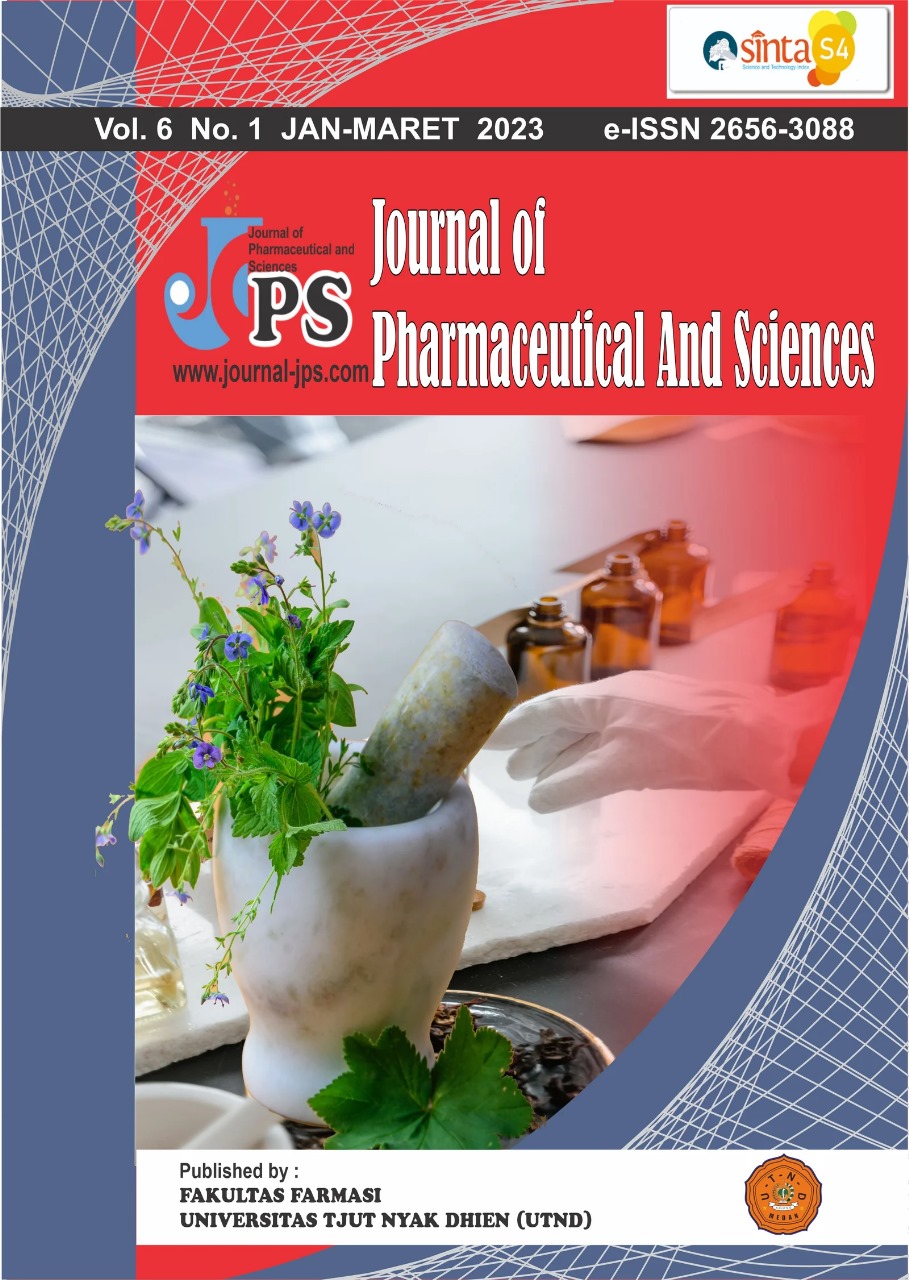 sinta S4
Science and Technology Index
Vol. 6 No. 1 JAN-MARET 2023 e-ISSN 2656-3088
Journal of
Pharmaceutical and
Sciences
JPS
www.journal-jps.com
Journal of
Pharmaceutical And Sciences
Published by :
FAKULTAS FARMASI
UNIVERSITAS TJUT NYAK DHIEN (UTND)
U-T-N-D
MEDAN